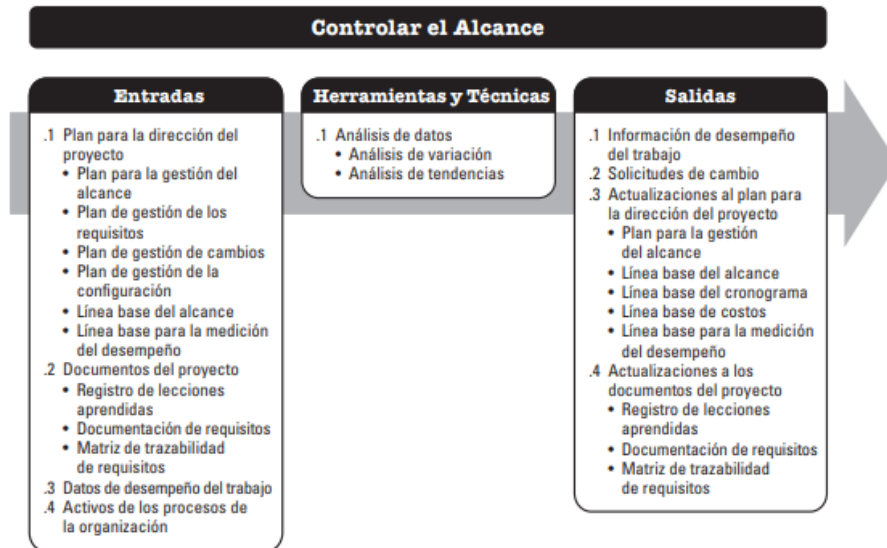 Controlar el Alcance
Entradas
.1 Plan para la dirección del
proyecto
• Plan para la gestión del
alcance
• Plan de gestión de los
requisitos
• Plan de gestión de cambios
• Plan de gestión de la
configuración
• Línea base del alcance
• Línea base para la medición
del desempeño
.2 Documentos del proyecto
• Registro de lecciones
aprendidas
• Documentación de requisitos
• Matriz de trazabilidad
de requisitos
.3 Datos de desempeño del trabajo
.4 Activos de los procesos de
la organización
Herramientas y Técnicas
.1 Análisis de datos
• Análisis de variación
• Análisis de tendencias
Salidas
.1 Información de desempeño
del trabajo
.2 Solicitudes de cambio
.3 Actualizaciones al plan para
la dirección del proyecto
• Plan para la gestión
del alcance
• Línea base del alcance
• Línea base del cronograma
• Línea base de costos
• Línea base para la medición
del desempeño
.4 Actualizaciones a los
documentos del proyecto
• Registro de lecciones
aprendidas
• Documentación de requisitos
• Matriz de trazabilidad
de requisitos